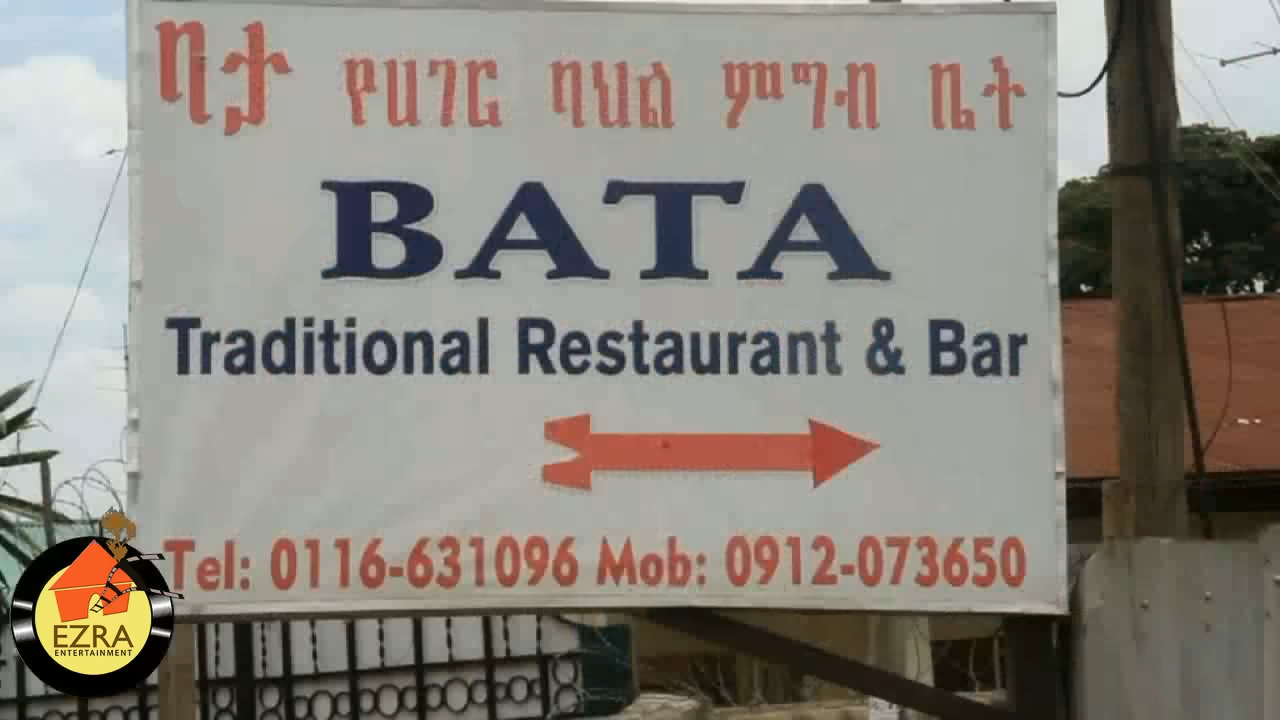 ባታ የሀገር ባህል ምግብ ቤት
BATA
Traditional Restaurant & Bar
Tel: 0116-631096 Mob: 0912-073650
EZRA
ENTERTAINMENT